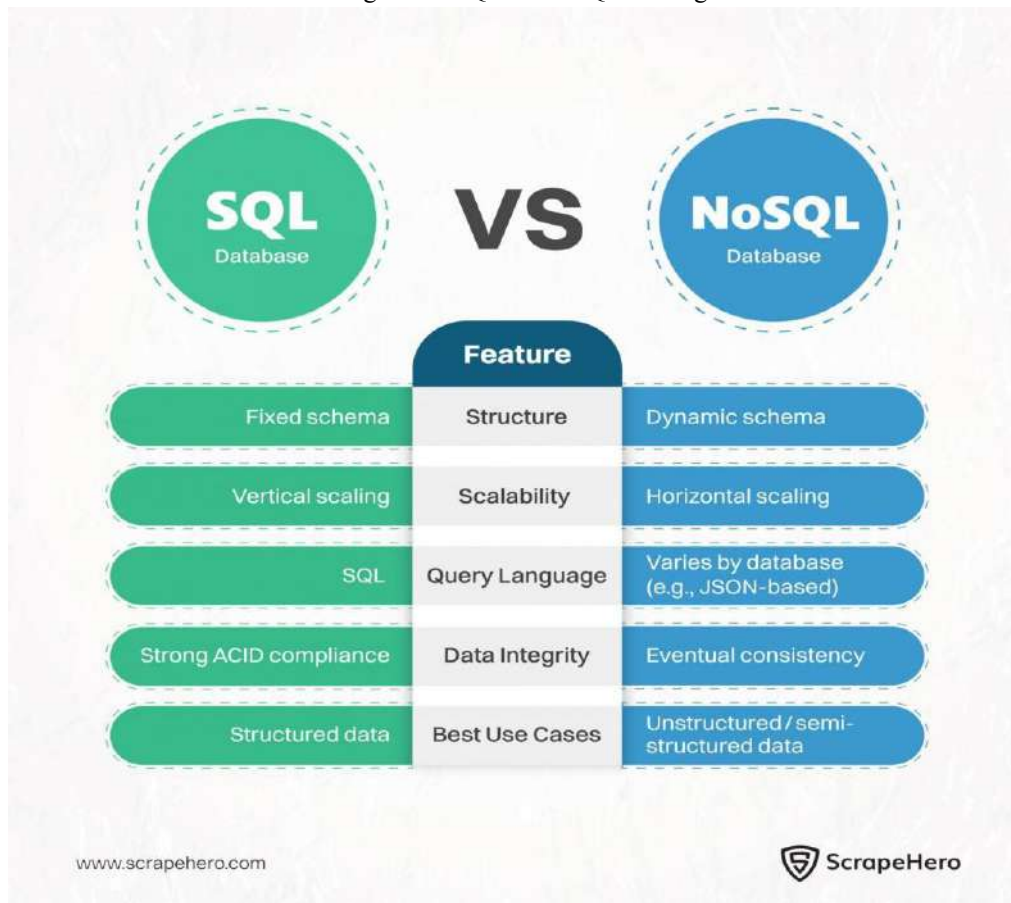 SQL
Database
VS
NoSQL
Database
Feature
Fixed schema
Structure
Dynamic schema
Vertical scaling
Scalability
Horizontal scaling
SQL
Query Language
Varies by database
(e.g., JSON-based)
Strong ACID compliance
Data Integrity
Eventual consistency
Structured data
Best Use Cases
Unstructured/semi-
structured data
www.scrapehero.com
ScrapeHero